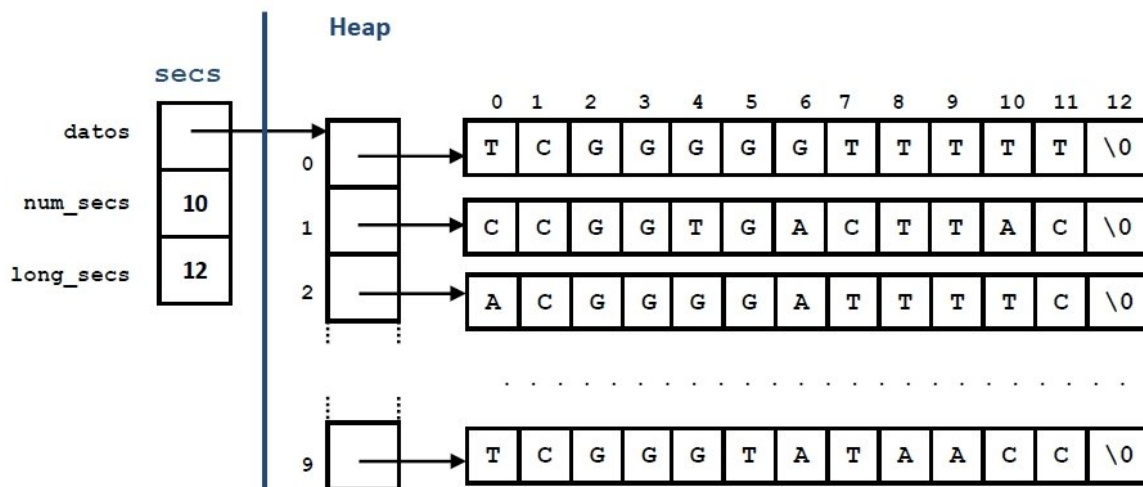 Heap
secs
0 1 2 3 4 5 6 7 8 9 10 11 12
datos
0 T C G G G G G T T T T T \0
num_secs 10
1 C C G G T G A C T T A C \0
long_secs 12
2 A C G G G G A T T T T C \0
. . . . . . . . . . . . . . . . . . . . . . . .
9 T C G G G T A T A A C C \0